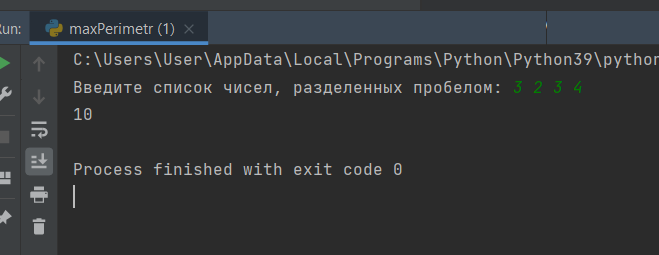 Run: maxPerimetr (1)
C:\Users\User\AppData\Local\Programs\Python\Python39\python
Введите список чисел, разделенных пробелом: 3 2 3 4
10
Process finished with exit code 0